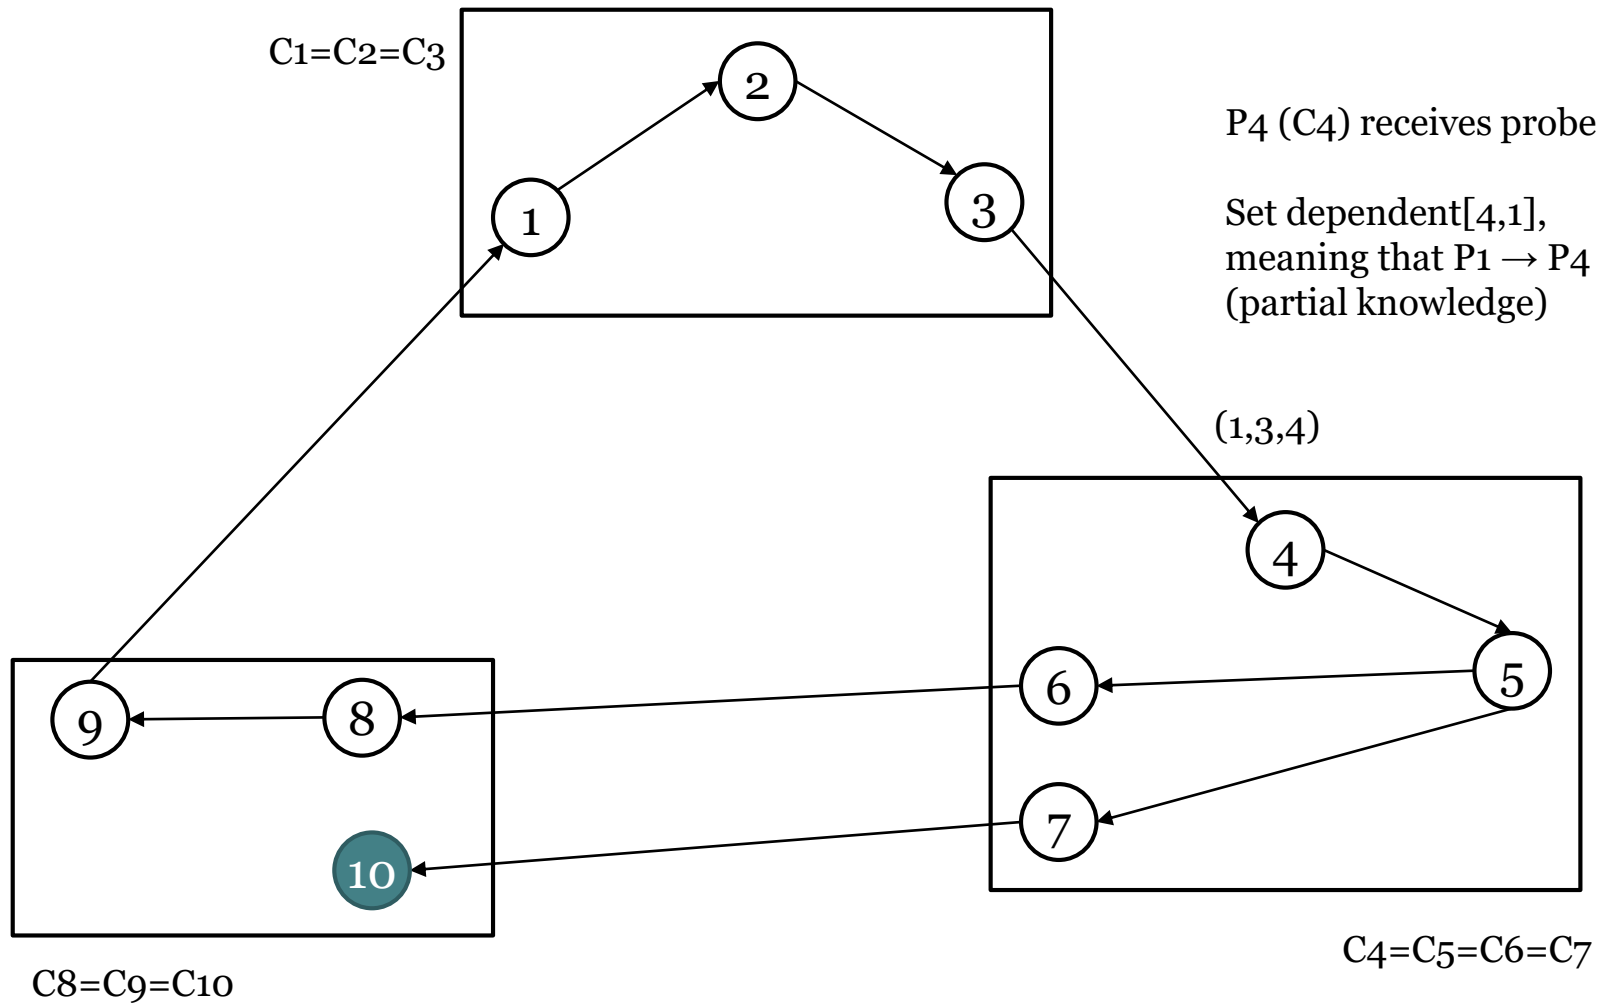 C1=C2=C3
2
P4 (C4) receives probe
1
3
Set dependent[4,1],
meaning that P1 → P4
(partial knowledge)
(1,3,4)
4
5
6
9
8
7
10
C4=C5=C6=C7
C8=C9=C10